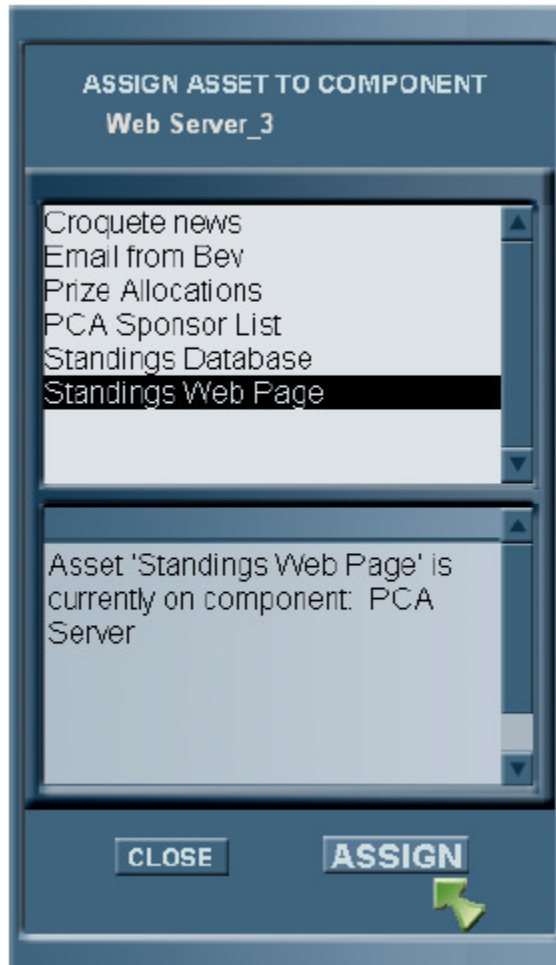 ASSIGN ASSET TO COMPONENT
Web Server_3
Croquete news
Email from Bev
Prize Allocations
PCA Sponsor List
Standings Database
Standings Web Page
Asset 'Standings Web Page' is
currently on component: PCA
Server
CLOSE
ASSIGN